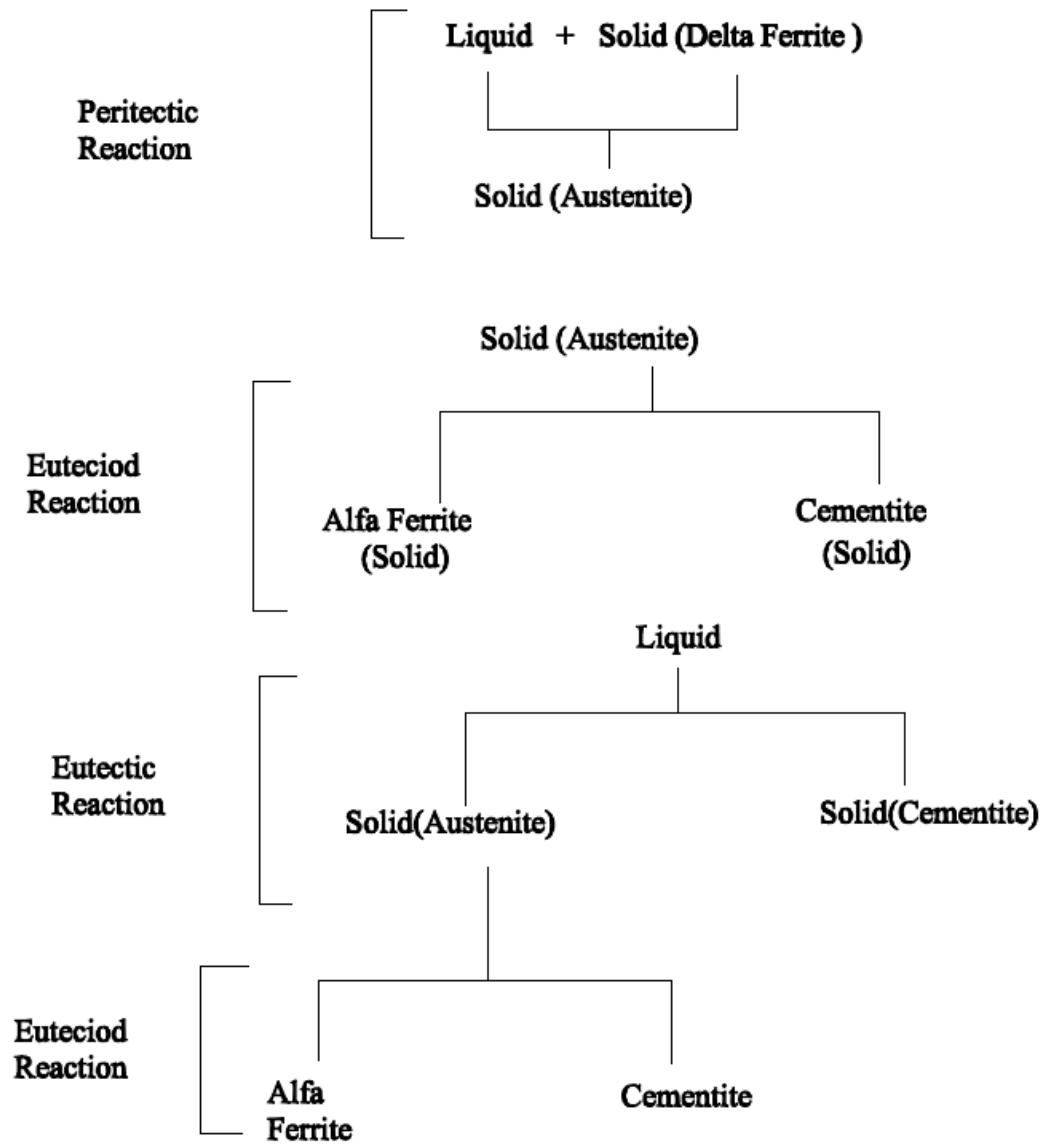 Liquid + Solid (Delta Ferrite )
Peritectic
Reaction
Solid (Austenite)
Solid (Austenite)
Euteciod
Reaction
Alfa Ferrite
(Solid)
Cementite
(Solid)
Liquid
Eutectic
Reaction
Solid(Austenite)
Solid(Cementite)
Euteciod
Reaction
Alfa
Ferrite
Cementite